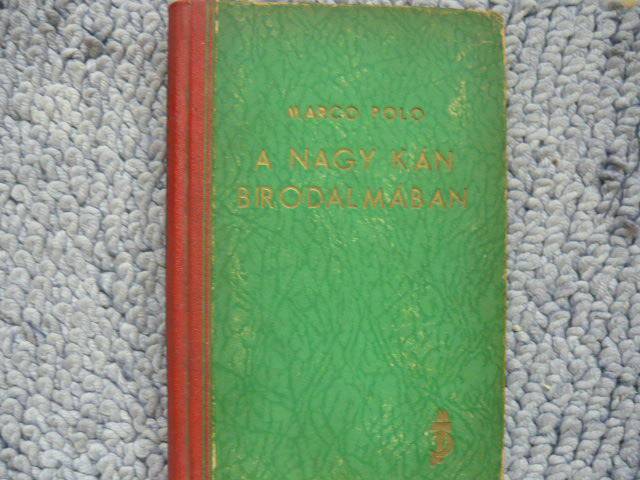 MARCO POLO
A NAGY KÁN
BIRODALMÁBAN